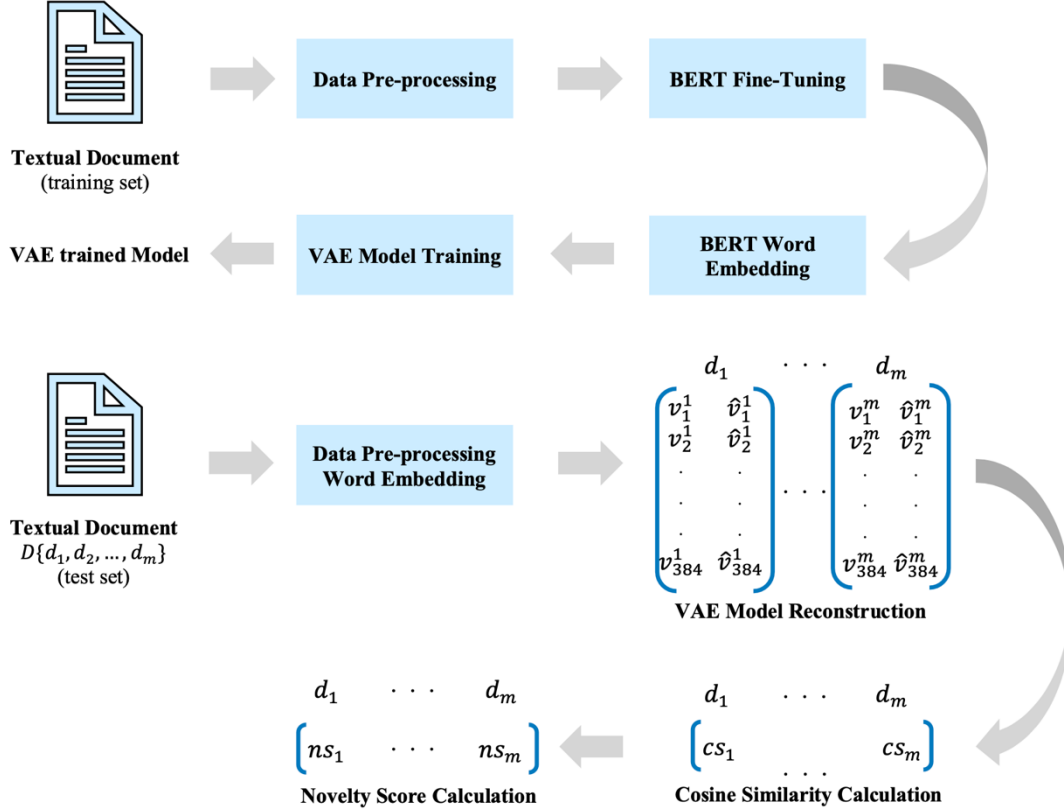 Data Pre-processing
BERT Fine-Tuning
Textual Document
(training set)
VAE trained Model
VAE Model Training
BERT Word
Embedding
d₁ · · · dₘ
v₁¹ v̂₁¹ v₁ᵐ v̂₁ᵐ
v₂¹ v̂₂¹ v₂ᵐ v̂₂ᵐ
. . . .
. . · · · . .
. . . .
v₃₈₄¹ v̂₃₈₄¹ v₃₈₄ᵐ v̂₃₈₄ᵐ
VAE Model Reconstruction
Data Pre-processing
Word Embedding
Textual Document
D{d₁, d₂, ..., dₘ}
(test set)
d₁ · · · dₘ
ns₁ · · · nsₘ
Novelty Score Calculation
d₁ · · · dₘ
cs₁ · · · csₘ
Cosine Similarity Calculation